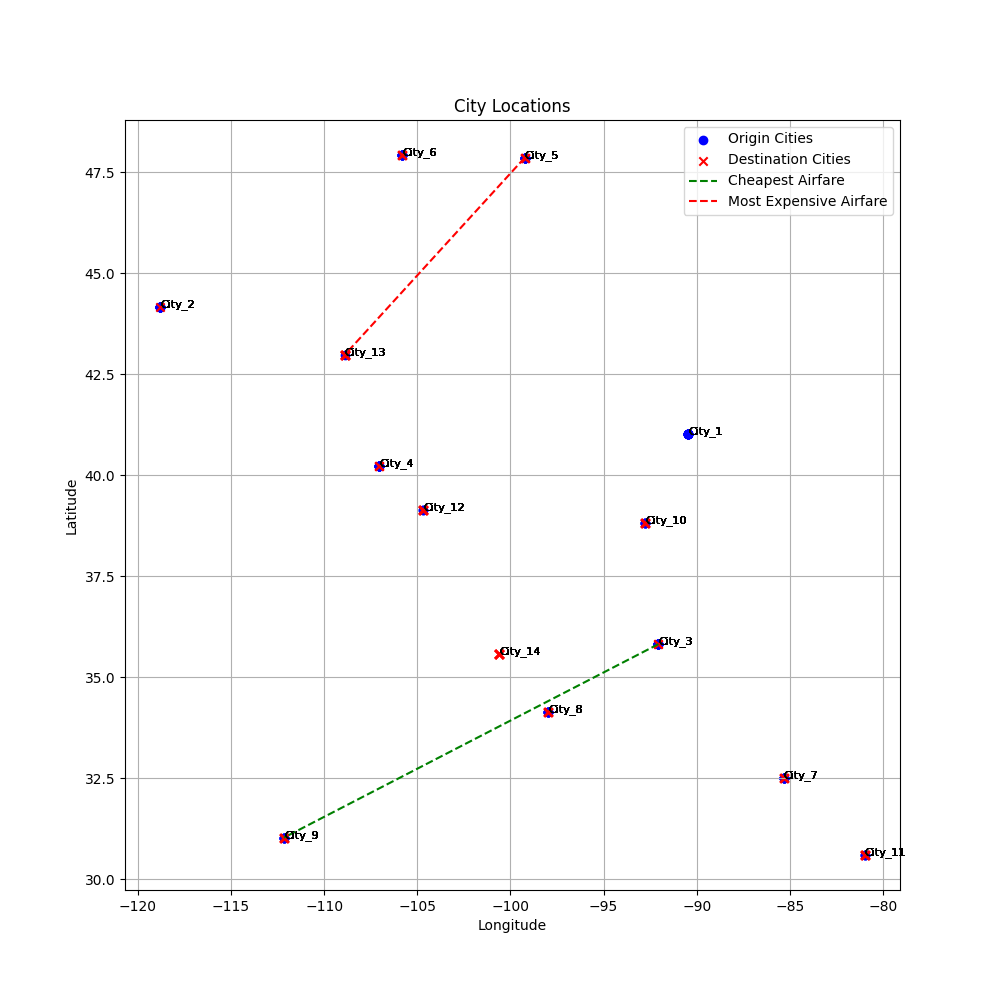 City Locations
Origin Cities
Destination Cities
Cheapest Airfare
Most Expensive Airfare
City_6
City_5
City_2
City_13
City_1
City_4
City_12
City_10
City_3
City_14
City_8
City_7
City_9
City_11
Latitude
47.5
45.0
42.5
40.0
37.5
35.0
32.5
30.0
−120
−115
−110
−105
−100
−95
−90
−85
−80
Longitude